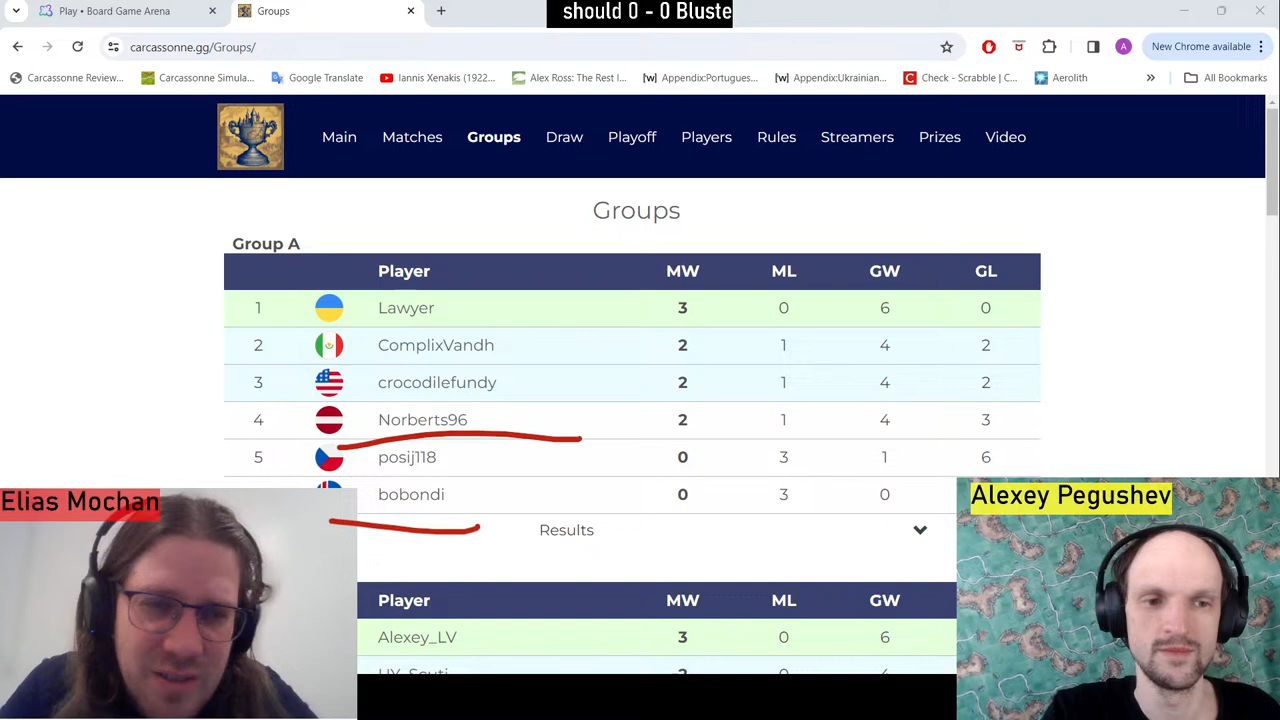 should 0 - 0 Bluste
Play • Board Game Arena
Groups
carcassonne.gg/Groups/
A
New Chrome available
Carcassonne Review...
Carcassonne Simula...
Google Translate
Iannis Xenakis (1922...
Alex Ross: The Rest I...
[w] Appendix:Portugues...
[w] Appendix:Ukrainian...
Check - Scrabble | C...
Aerolith
All Bookmarks
Main
Matches
Groups
Draw
Playoff
Players
Rules
Streamers
Prizes
Video
Groups
Group A
Player MW ML GW GL
1 Lawyer 3 0 6 0
2 ComplixVandh 2 1 4 2
3 crocodilefundy 2 1 4 2
4 Norberts96 2 1 4 3
5 posij118 0 3 1 6
bobondi 0 3 0
Elias Mochan
Alexey Pegushev
Results
Player MW ML GW
Alexey_LV 3 0 6